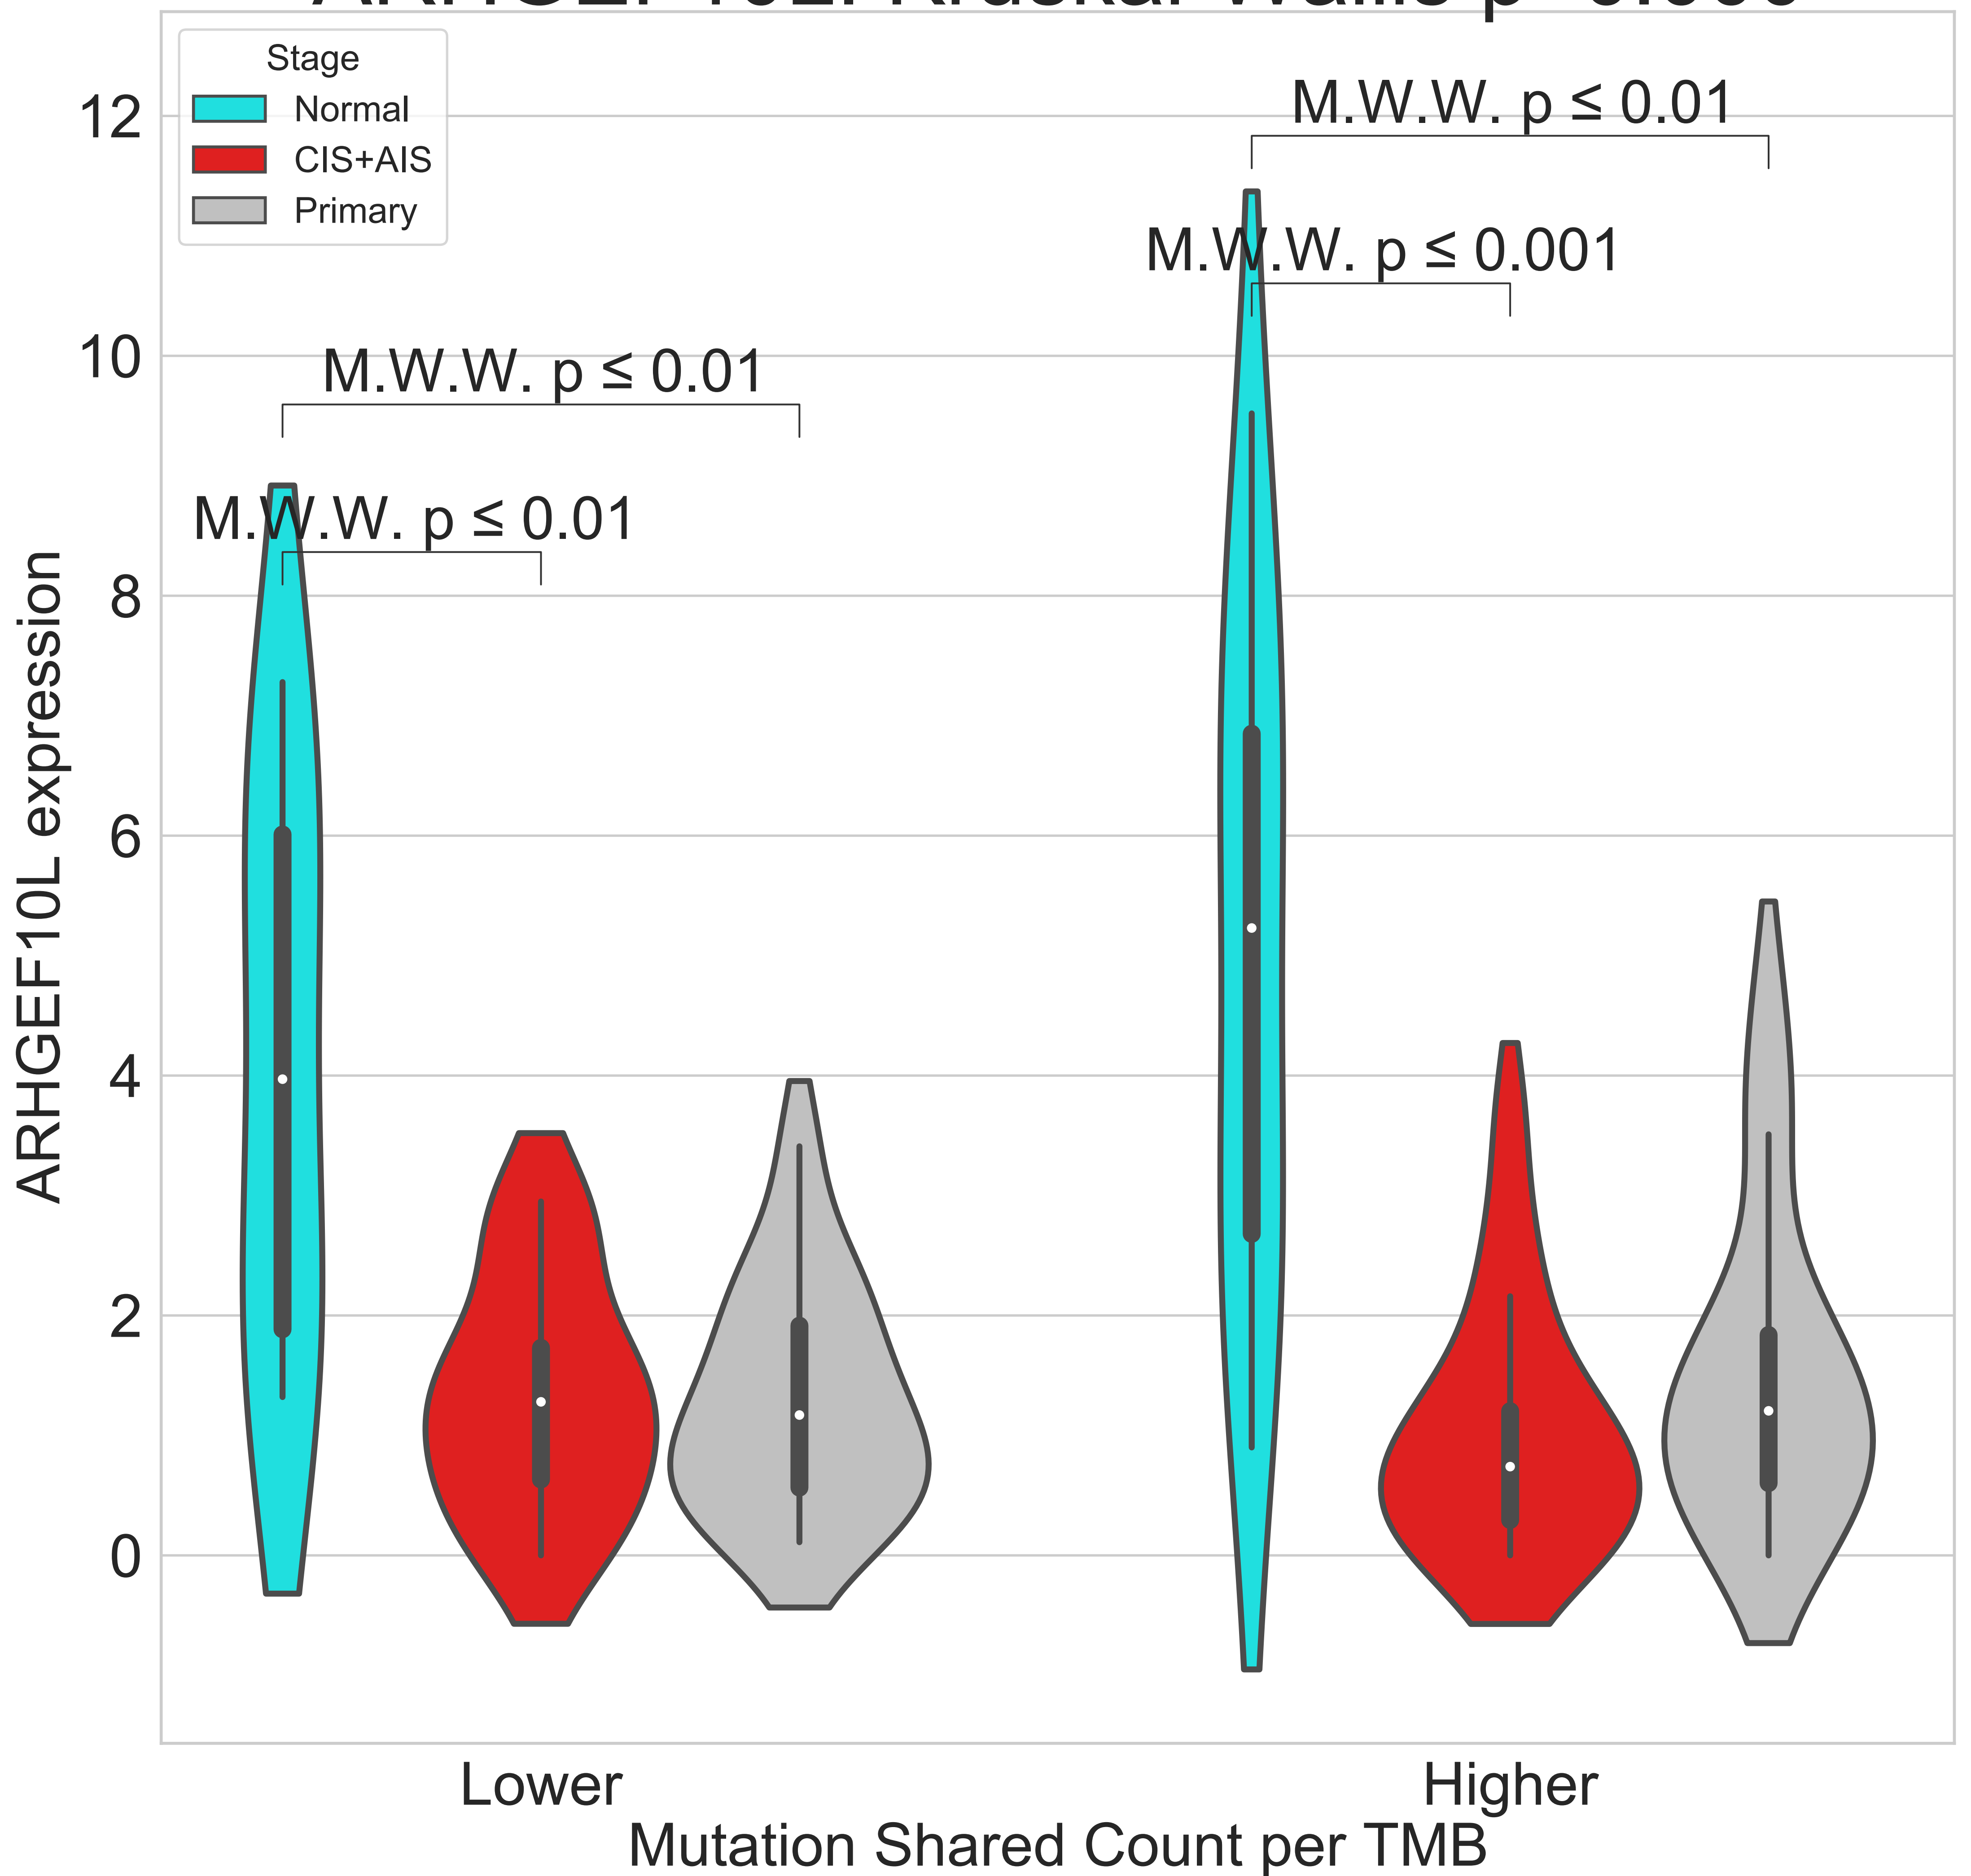 Stage
Normal
CIS+AIS
Primary
M.W.W. p ≤ 0.01
M.W.W. p ≤ 0.001
M.W.W. p ≤ 0.01
M.W.W. p ≤ 0.01
12
10
8
6
4
2
0
ARHGEF10L expression
Lower
Higher
Mutation Shared Count per TMB